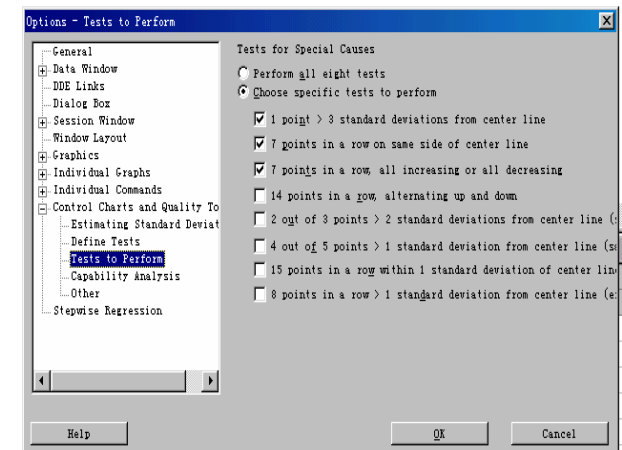 Options - Tests to Perform
General
Data Window
DDE Links
Dialog Box
Session Window
Window Layout
Graphics
Individual Graphs
Individual Commands
Control Charts and Quality To
Estimating Standard Deviat
Define Tests
Tests to Perform
Capability Analysis
Other
Stepwise Regression
Tests for Special Causes
Perform all eight tests
Choose specific tests to perform
1 point > 3 standard deviations from center line
7 points in a row on same side of center line
7 points in a row, all increasing or all decreasing
14 points in a row, alternating up and down
2 out of 3 points > 2 standard deviations from center line (s
4 out of 5 points > 1 standard deviation from center line (sa
15 points in a row within 1 standard deviation of center line
8 points in a row > 1 standard deviation from center line (e
Help
OK
Cancel